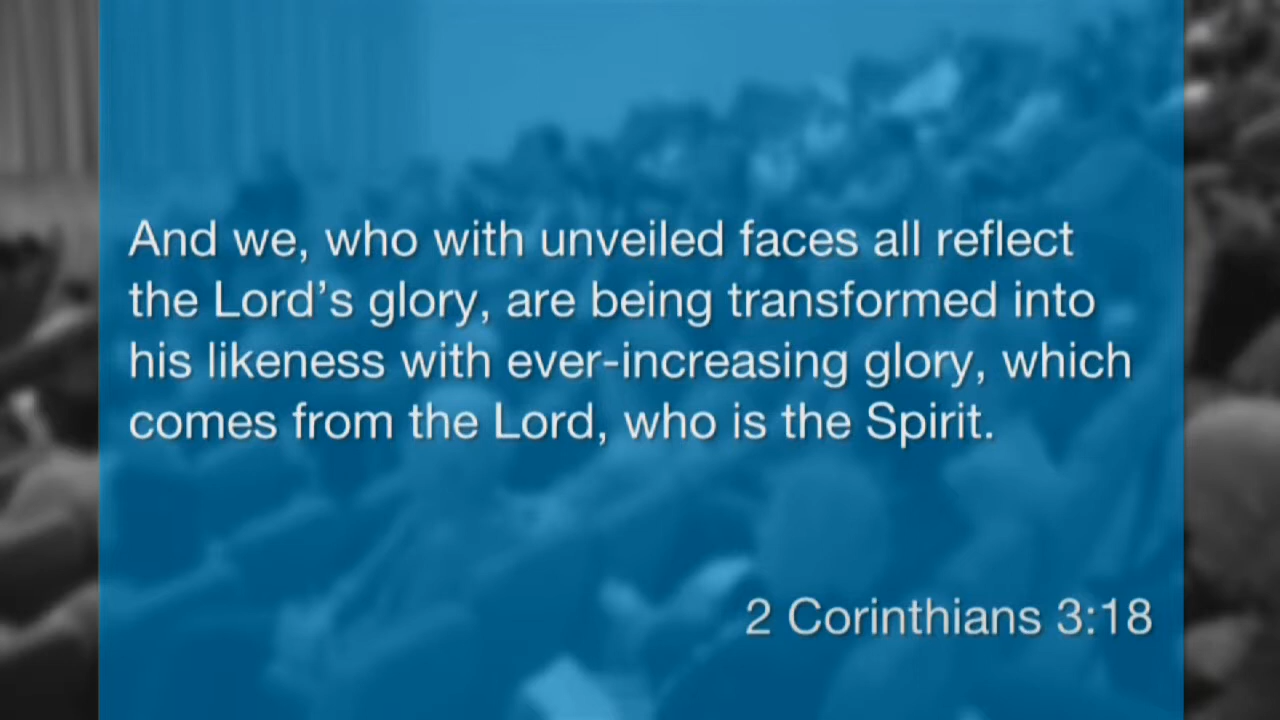 And we, who with unveiled faces all reflect
the Lord’s glory, are being transformed into
his likeness with ever-increasing glory, which
comes from the Lord, who is the Spirit.
2 Corinthians 3:18